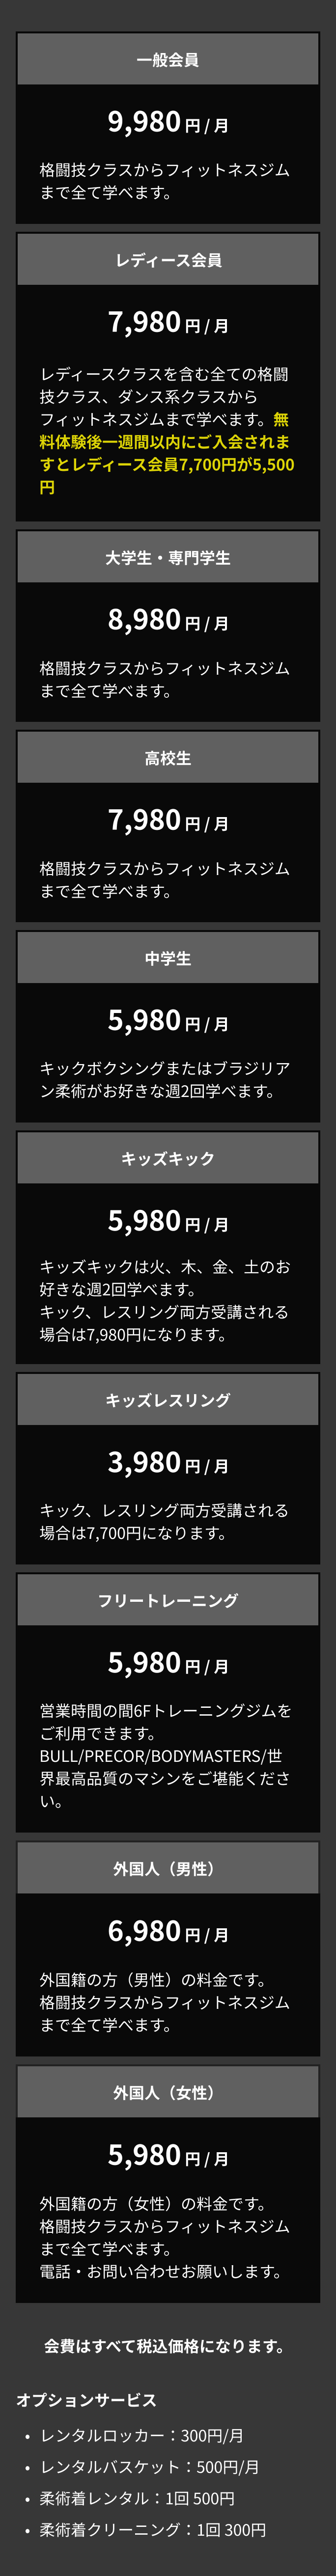 一般会員
9,980 円 / 月
格闘技クラスからフィットネスジム
まで全て学べます。
レディース会員
7,980 円 / 月
レディースクラスを含む全ての格闘
技クラス、ダンス系クラスから
フィットネスジムまで学べます。無
料体験後一週間以内にご入会されま
すとレディース会員7,700円が5,500
円
大学生・専門学生
8,980 円 / 月
格闘技クラスからフィットネスジム
まで全て学べます。
高校生
7,980 円 / 月
格闘技クラスからフィットネスジム
まで全て学べます。
中学生
5,980 円 / 月
キックボクシングまたはブラジリア
ン柔術がお好きな週2回学べます。
キッズキック
5,980 円 / 月
キッズキックは火、木、金、土のお
好きな週2回学べます。
キック、レスリング両方受講される
場合は7,980円になります。
キッズレスリング
3,980 円 / 月
キック、レスリング両方受講される
場合は7,700円になります。
フリートレーニング
5,980 円 / 月
営業時間の間6Fトレーニングジムを
ご利用できます。
BULL/PRECOR/BODYMASTERS/世
界最高品質のマシンをご堪能くださ
い。
外国人（男性）
6,980 円 / 月
外国籍の方（男性）の料金です。
格闘技クラスからフィットネスジム
まで全て学べます。
外国人（女性）
5,980 円 / 月
外国籍の方（女性）の料金です。
格闘技クラスからフィットネスジム
まで全て学べます。
電話・お問い合わせお願いします。
会費はすべて税込価格になります。
オプションサービス
• レンタルロッカー：300円/月
• レンタルバスケット：500円/月
• 柔術着レンタル：1回 500円
• 柔術着クリーニング：1回 300円